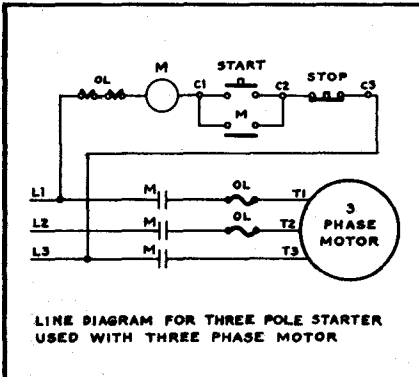 OL
M
C1
START
C2
STOP
C3
M
L1
M
OL
T1
L2
M
OL
T2
L3
M
T3
3
PHASE
MOTOR
LINE DIAGRAM FOR THREE POLE STARTER
USED WITH THREE PHASE MOTOR